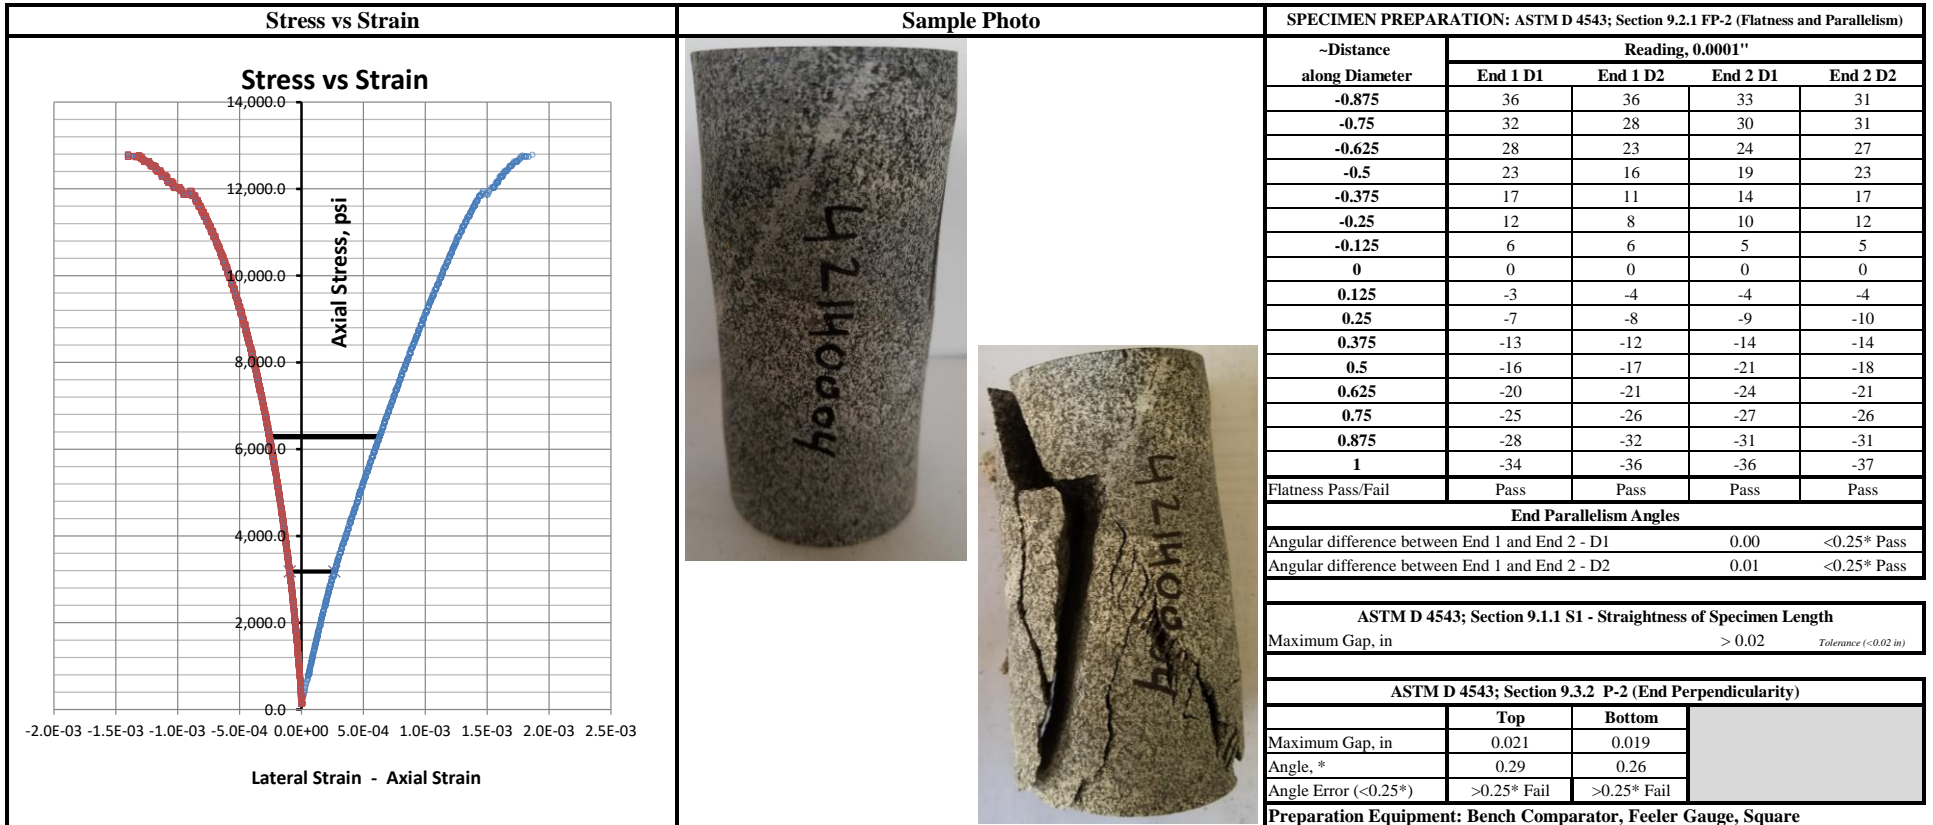 Stress vs Strain
Sample Photo
SPECIMEN PREPARATION: ASTM D 4543; Section 9.2.1 FP-2 (Flatness and Parallelism)
Stress vs Strain
14,000.0
12,000.0
10,000.0
8,000.0
6,000.0
4,000.0
2,000.0
0.0
Axial Stress, psi
-2.0E-03 -1.5E-03 -1.0E-03 -5.0E-04 0.0E+00 5.0E-04 1.0E-03 1.5E-03 2.0E-03 2.5E-03
Lateral Strain - Axial Strain
4214004
4214004
~Distance Reading, 0.0001"
along Diameter End 1 D1 End 1 D2 End 2 D1 End 2 D2
-0.875 36 36 33 31
-0.75 32 28 30 31
-0.625 28 23 24 27
-0.5 23 16 19 23
-0.375 17 11 14 17
-0.25 12 8 10 12
-0.125 6 6 5 5
0 0 0 0 0
0.125 -3 -4 -4 -4
0.25 -7 -8 -9 -10
0.375 -13 -12 -14 -14
0.5 -16 -17 -21 -18
0.625 -20 -21 -24 -21
0.75 -25 -26 -27 -26
0.875 -28 -32 -31 -31
1 -34 -36 -36 -37
Flatness Pass/Fail Pass Pass Pass Pass
End Parallelism Angles
Angular difference between End 1 and End 2 - D1 0.00 <0.25* Pass
Angular difference between End 1 and End 2 - D2 0.01 <0.25* Pass
ASTM D 4543; Section 9.1.1 S1 - Straightness of Specimen Length
Maximum Gap, in > 0.02 Tolerance (<0.02 in)
ASTM D 4543; Section 9.3.2 P-2 (End Perpendicularity)
Top Bottom
Maximum Gap, in 0.021 0.019
Angle, * 0.29 0.26
Angle Error (<0.25*) >0.25* Fail >0.25* Fail
Preparation Equipment: Bench Comparator, Feeler Gauge, Square